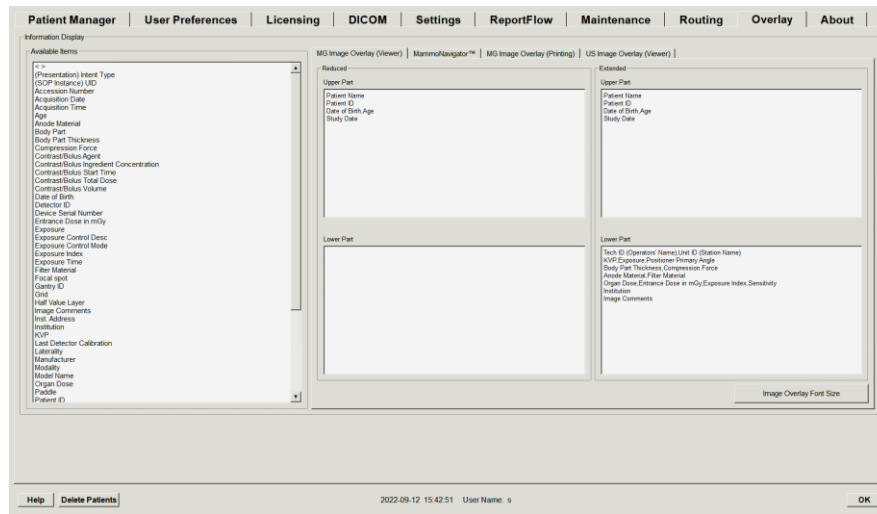 Patient Manager | User Preferences | Licensing | DICOM | Settings | ReportFlow | Maintenance | Routing | Overlay | About |
Information Display
Available Items
< >
(Presentation) Intent Type
(SOP Instance) UID
Accession Number
Acquisition Date
Acquisition Time
Age
Anode Material
Body Part
Body Part Thickness
Compression Force
Contrast/Bolus Agent
Contrast/Bolus Ingredient Concentration
Contrast/Bolus Start Time
Contrast/Bolus Total Dose
Contrast/Bolus Volume
Date of Birth
Detector ID
Device Serial Number
Entrance Dose in mGy
Exposure
Exposure Control Desc
Exposure Control Mode
Exposure Index
Exposure Time
Filter Material
Focal spot
Gantry ID
Grid
Half Value Layer
Image Comments
Inst. Address
Institution
KVP
Last Detector Calibration
Laterality
Manufacturer
Modality
Model Name
Organ Dose
Paddle
Patient ID
MG Image Overlay (Viewer) | MammoNavigator™ | MG Image Overlay (Printing) | US Image Overlay (Viewer) |
Reduced
Upper Part
Patient Name
Patient ID
Date of Birth,Age
Study Date
Lower Part
Extended
Upper Part
Patient Name
Patient ID
Date of Birth,Age
Study Date
Lower Part
Tech ID (Operators' Name),Unit ID (Station Name)
KVP,Exposure,Positioner Primary Angle
Body Part Thickness,Compression Force
Anode Material,Filter Material
Organ Dose,Entrance Dose in mGy,Exposure Index,Sensitivity
Institution
Image Comments
Image Overlay Font Size
Help
Delete Patients
2022-09-12 15:42:51 User Name: s
OK